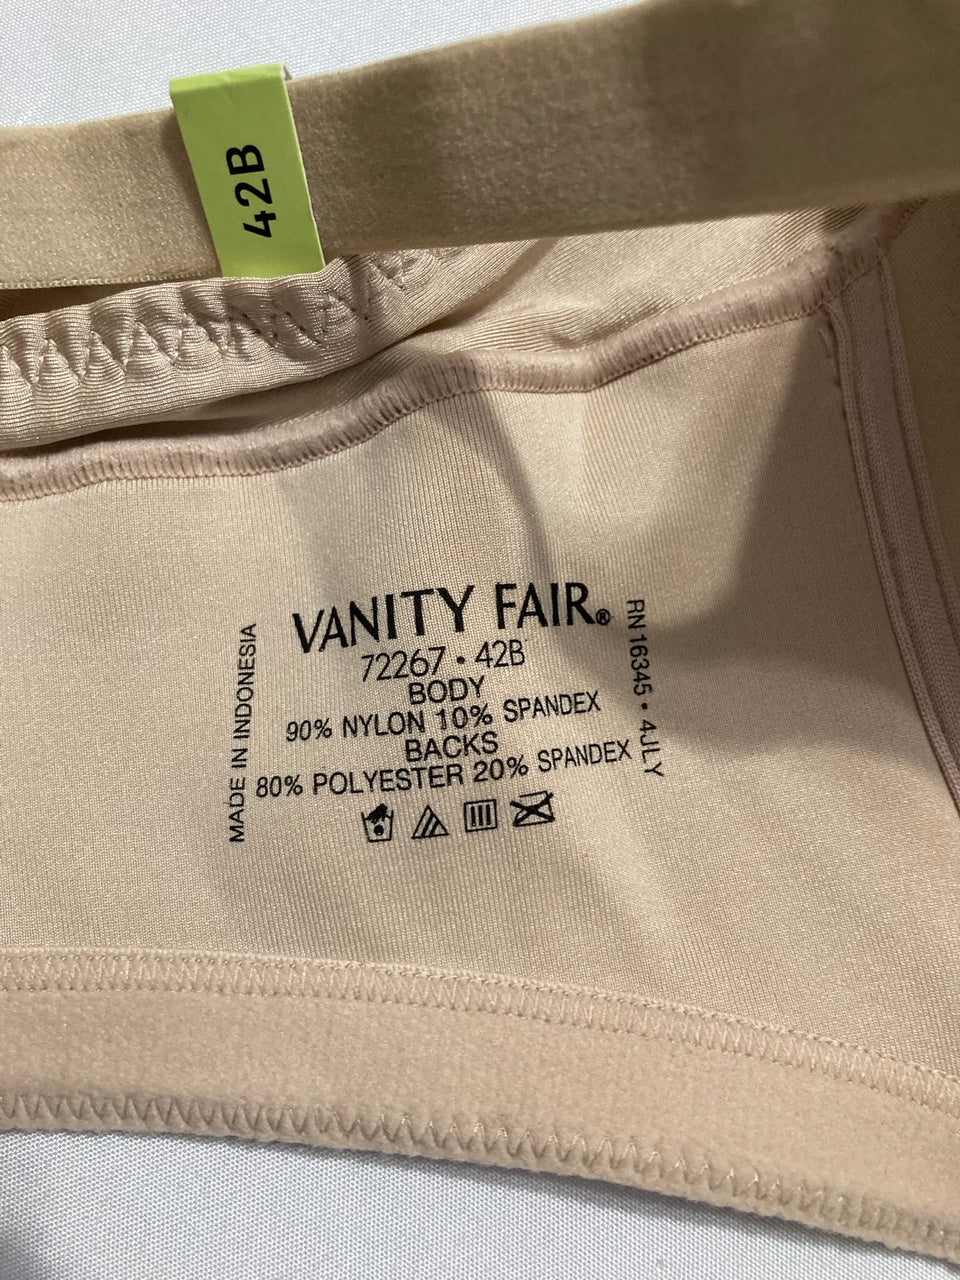 42B
VANITY FAIR®
72267 • 42B
BODY
90% NYLON 10% SPANDEX
BACKS
80% POLYESTER 20% SPANDEX
MADE IN INDONESIA
RN 16345 • 4JLY